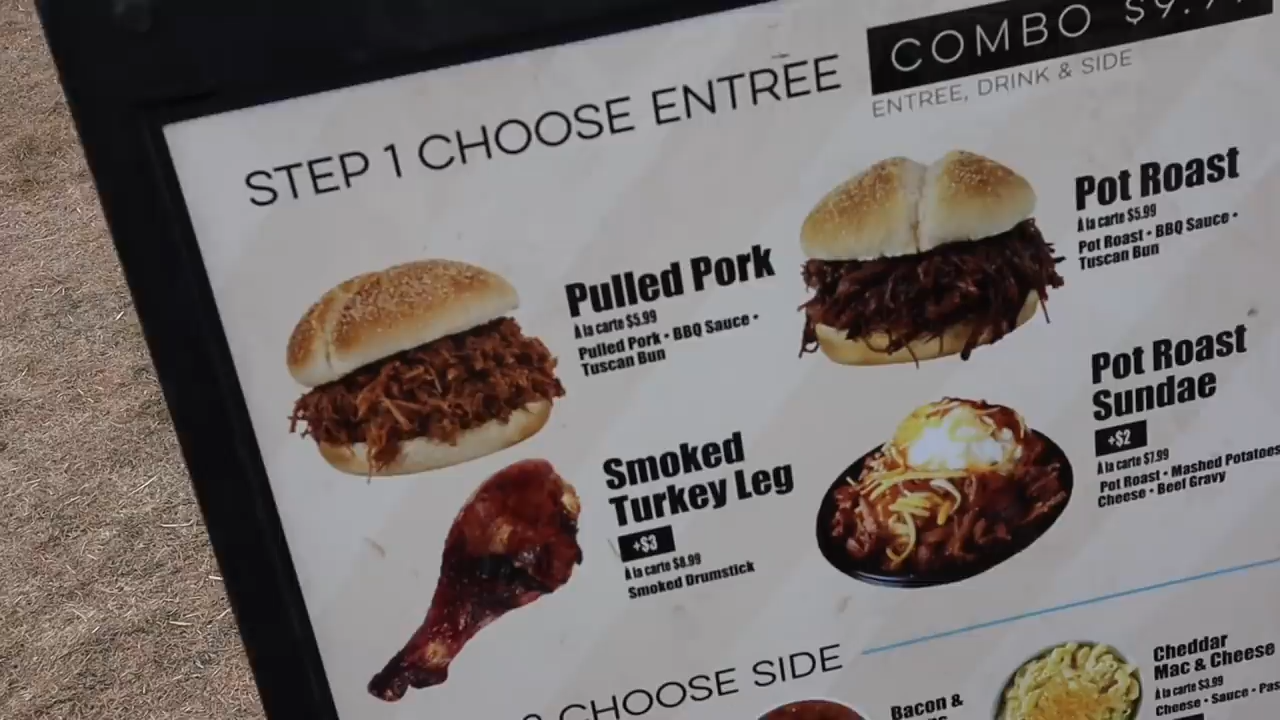 STEP 1 CHOOSE ENTREE
COMBO
ENTREE, DRINK & SIDE
Pulled Pork
À la carte $5.99
Pulled Pork • BBQ Sauce •
Tuscan Bun
Pot Roast
À la carte $5.99
Pot Roast • BBQ Sauce •
Tuscan Bun
Smoked
Turkey Leg
+$3
À la carte $8.99
Smoked Drumstick
Pot Roast
Sundae
+$2
À la carte $7.99
Pot Roast • Mashed Potatoes
Cheese • Beef Gravy
CHOOSE SIDE
Bacon &
Cheddar
Mac & Cheese
À la carte $3.99
Cheese • Sauce •